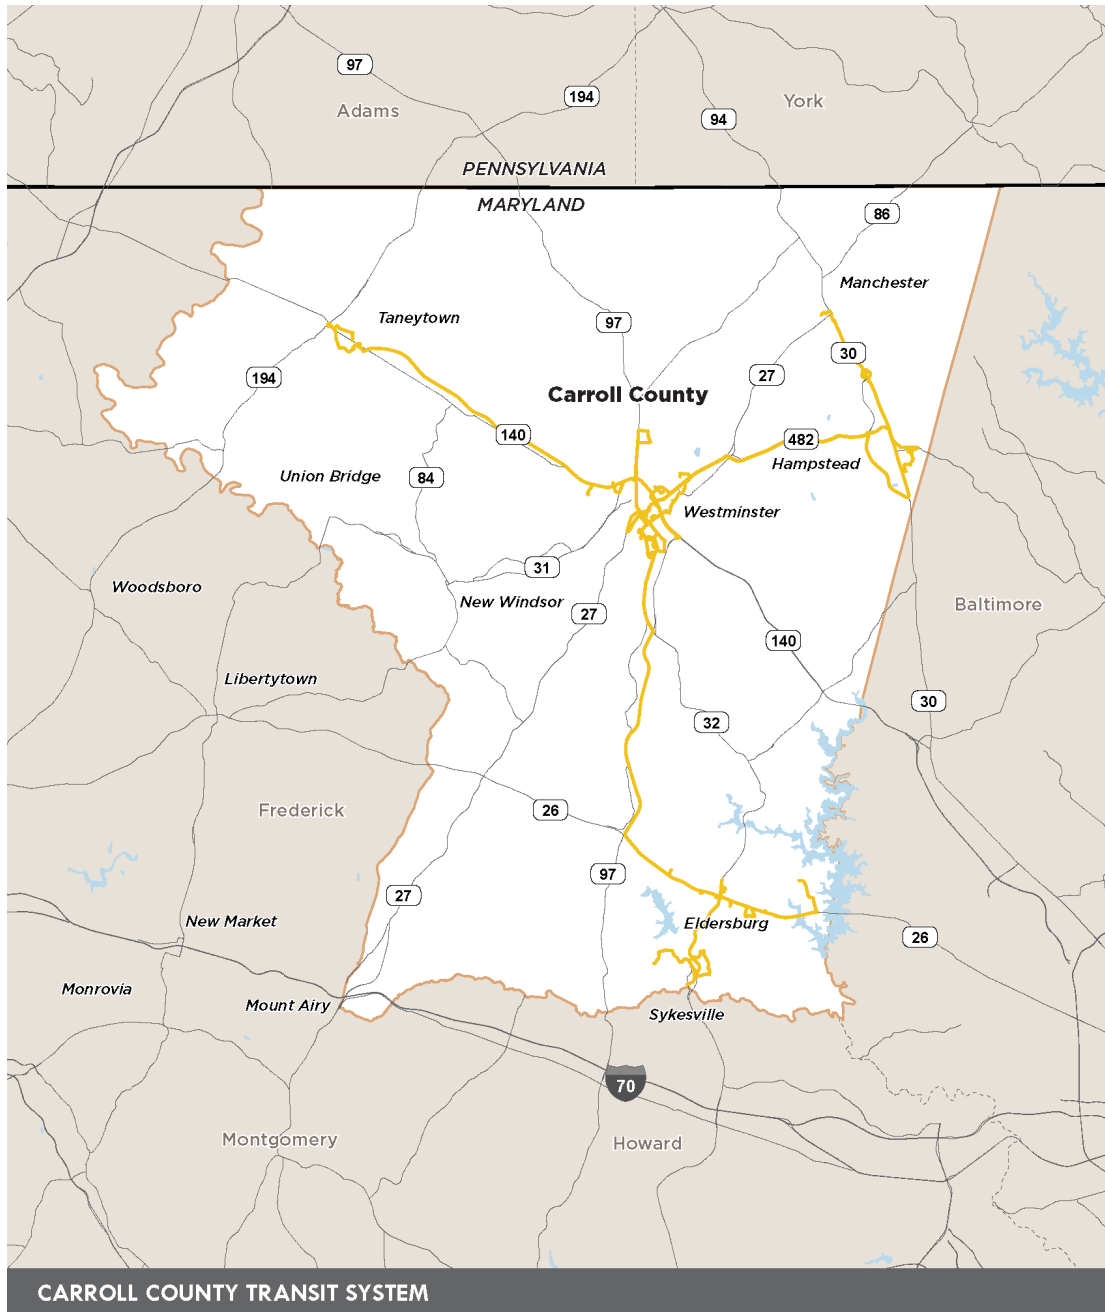 97
Adams
194
York
94
PENNSYLVANIA
MARYLAND
86
Manchester
Taneytown
97
30
194
27
Carroll County
140
482
Hampstead
Union Bridge
84
Westminster
31
Woodsboro
New Windsor
27
Baltimore
140
Libertytown
30
32
Frederick
26
97
27
New Market
Eldersburg
26
Monrovia
Mount Airy
Sykesville
70
Montgomery
Howard
CARROLL COUNTY TRANSIT SYSTEM